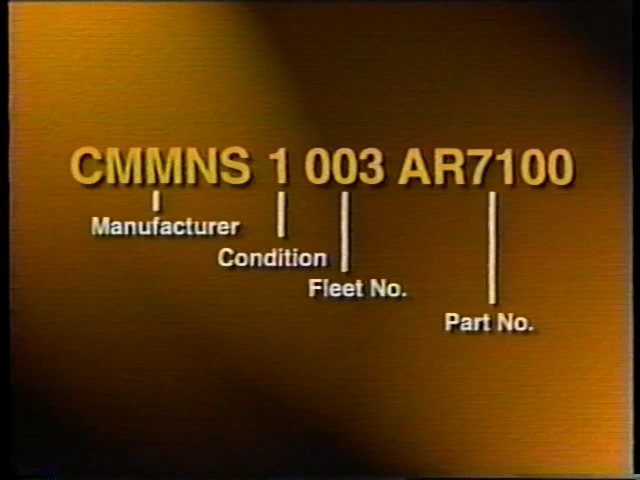 CMMNS 1 003 AR7100
Manufacturer
Condition
Fleet No.
Part No.